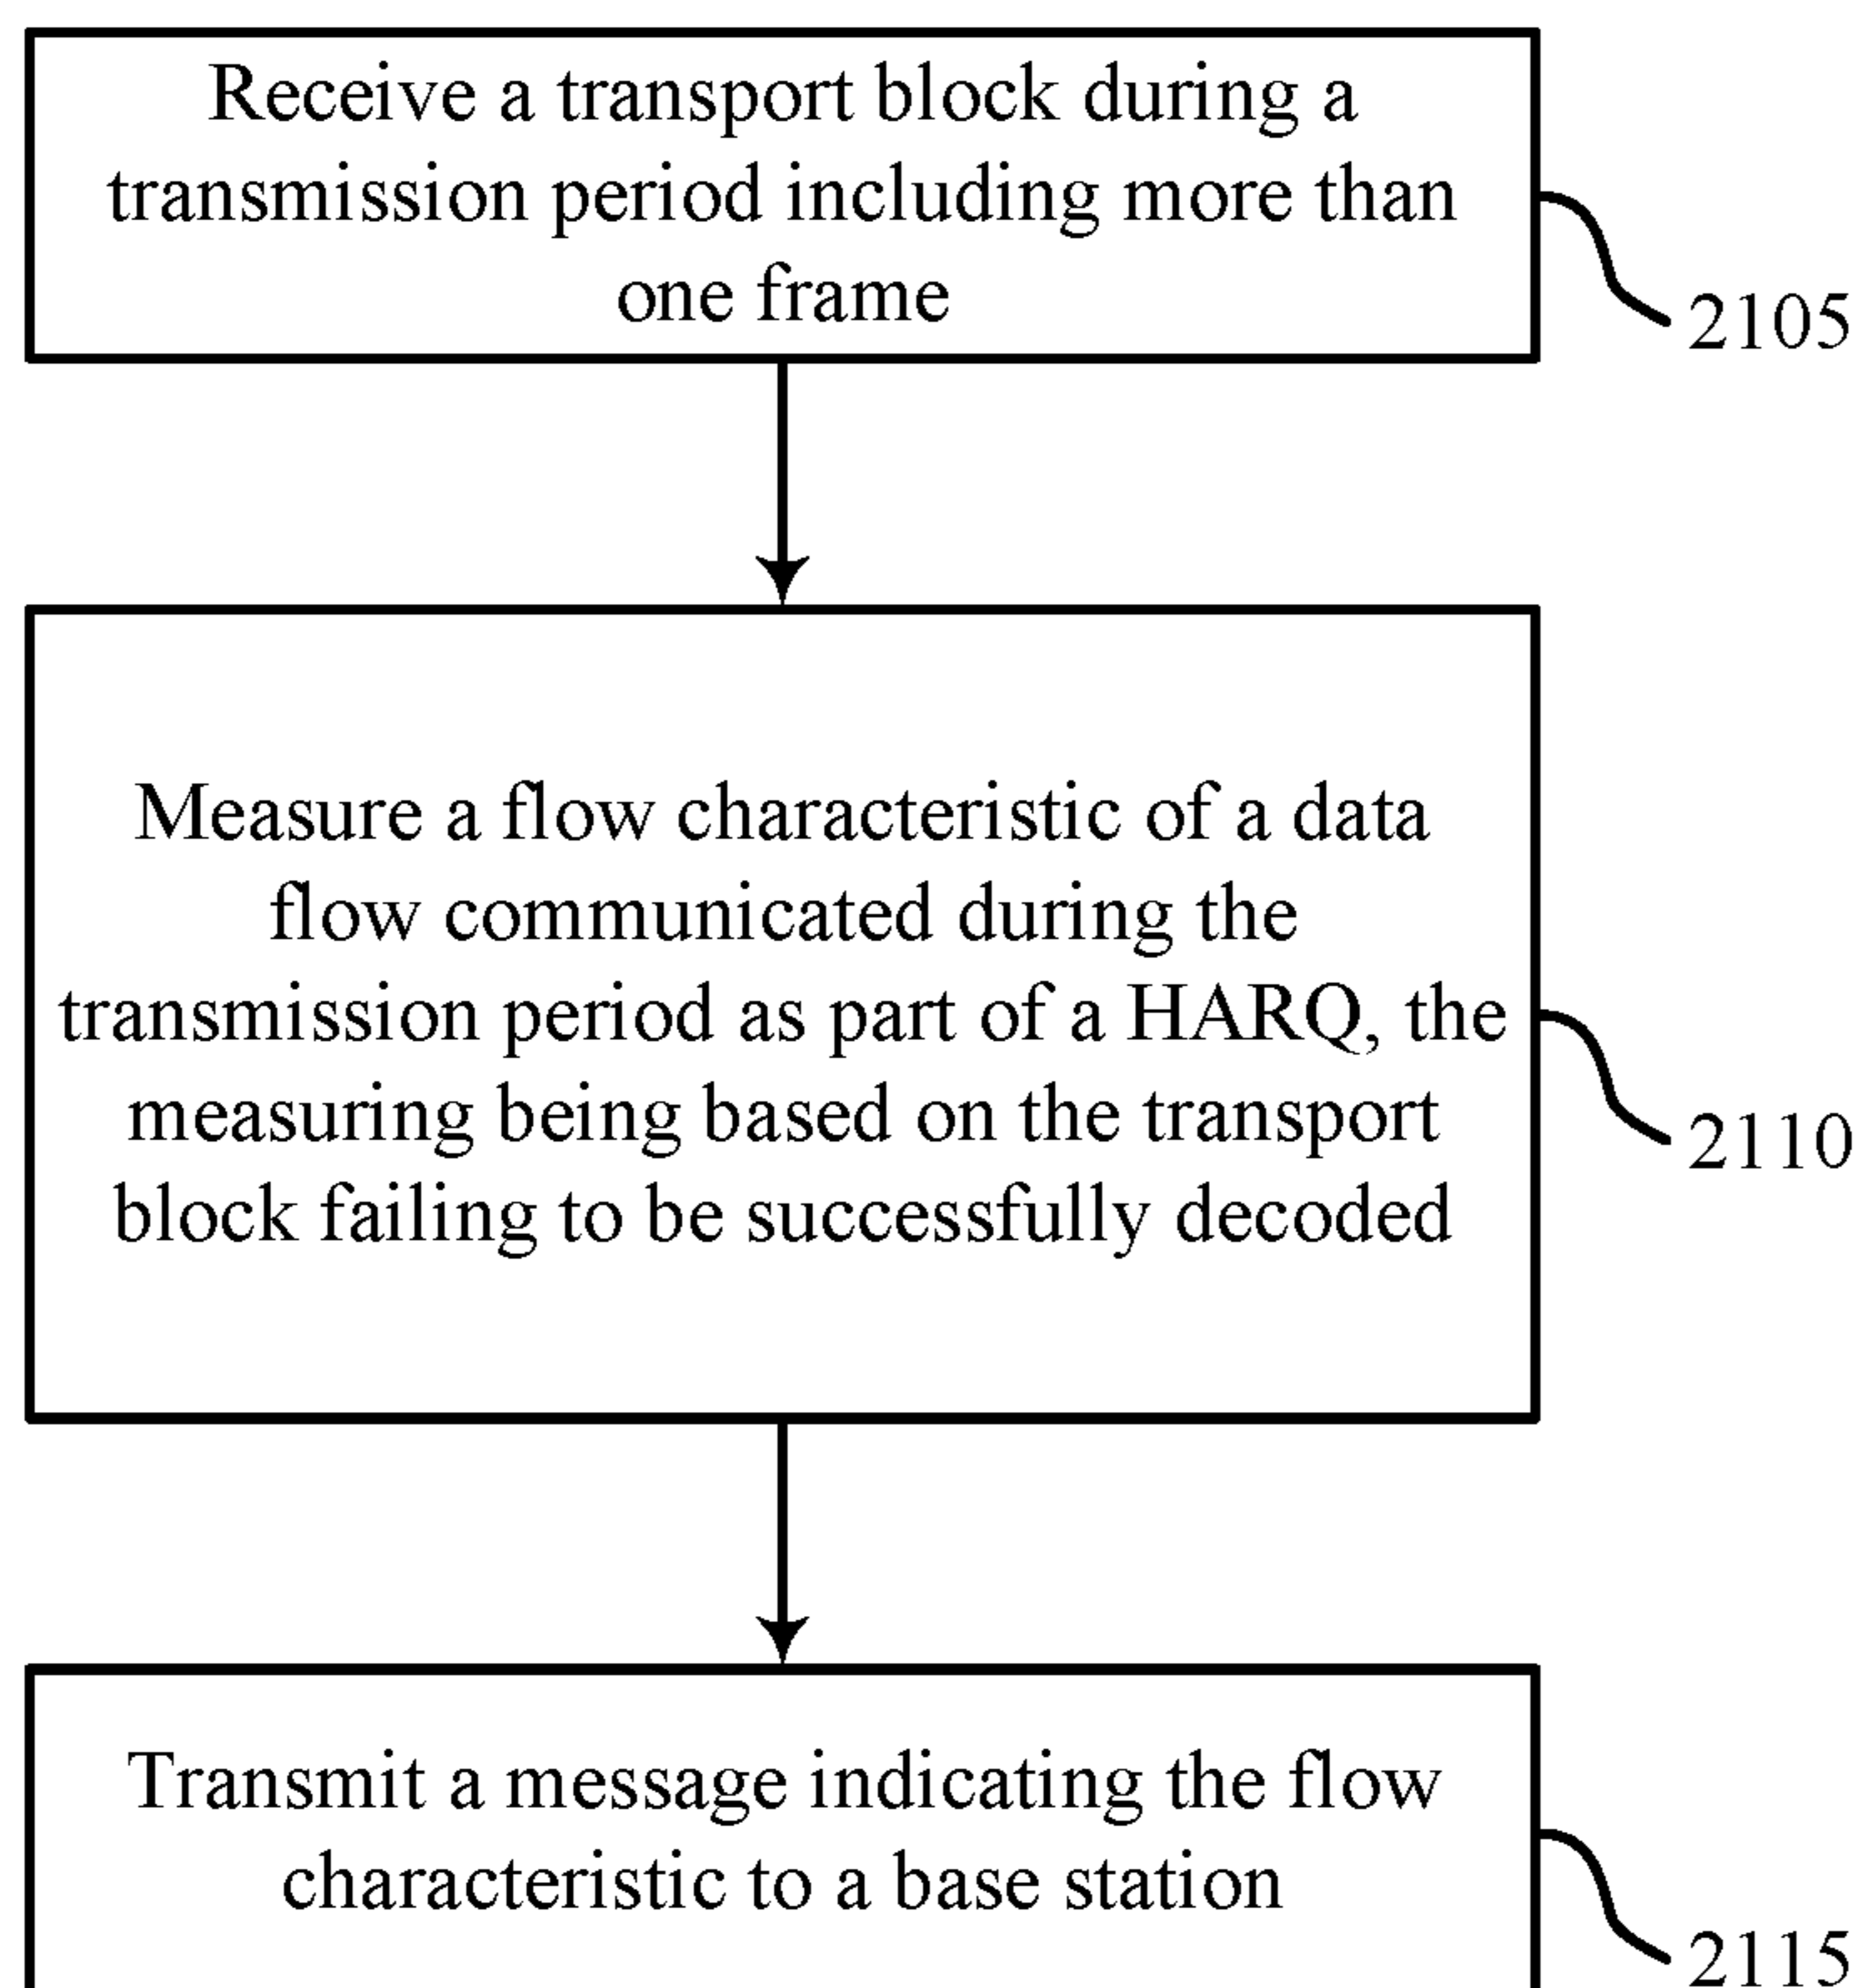 Receive a transport block during a
transmission period including more than
one frame
2105
Measure a flow characteristic of a data
flow communicated during the
transmission period as part of a HARQ, the
measuring being based on the transport
block failing to be successfully decoded
2110
Transmit a message indicating the flow
characteristic to a base station
2115